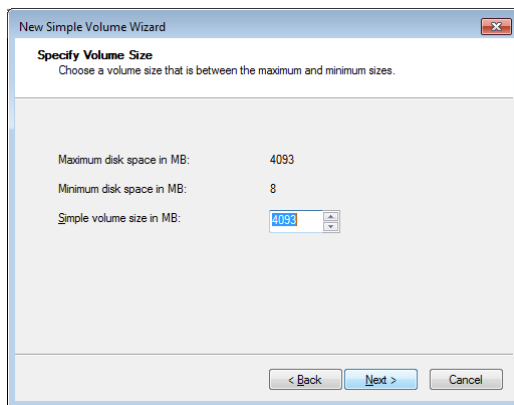 New Simple Volume Wizard
Specify Volume Size
Choose a volume size that is between the maximum and minimum sizes.
Maximum disk space in MB: 4093
Minimum disk space in MB: 8
Simple volume size in MB: 4093
< Back Next > Cancel